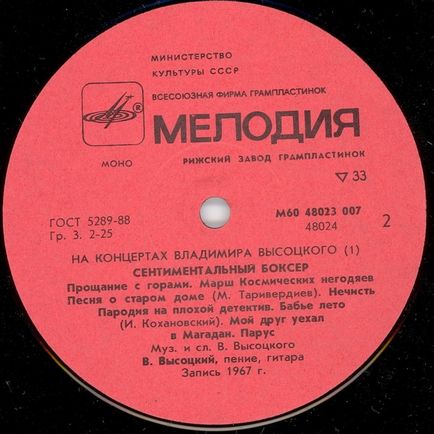 МИНИСТЕРСТВО
КУЛЬТУРЫ СССР
ВСЕСОЮЗНАЯ ФИРМА ГРАМПЛАСТИНОК
МЕЛОДИЯ
МОНО
РИЖСКИЙ ЗАВОД ГРАМПЛАСТИНОК
▽ 33
ГОСТ 5289-88
Гр. 3. 2-25
М60 48023 007
48024
2
НА КОНЦЕРТАХ ВЛАДИМИРА ВЫСОЦКОГО (1)
СЕНТИМЕНТАЛЬНЫЙ БОКСЕР
Прощание с горами. Марш Космических негодяев
Песня о старом доме (М. Таривердиев). Нечисть
Пародия на плохой детектив. Бабье лето
(И. Кохановский). Мой друг уехал
в Магадан. Парус
Муз. и сл. В. Высоцкого
В. Высоцкий, пение, гитара
Запись 1967 г.